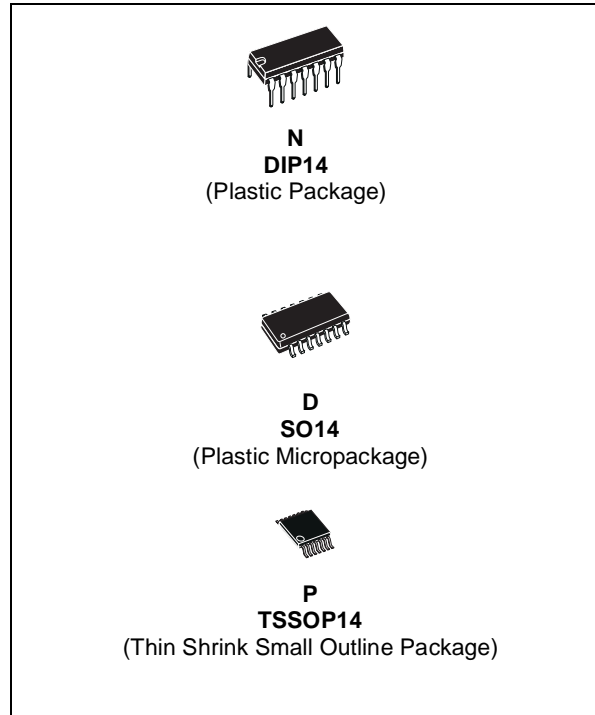 N
DIP14
(Plastic Package)
D
SO14
(Plastic Micropackage)
P
TSSOP14
(Thin Shrink Small Outline Package)